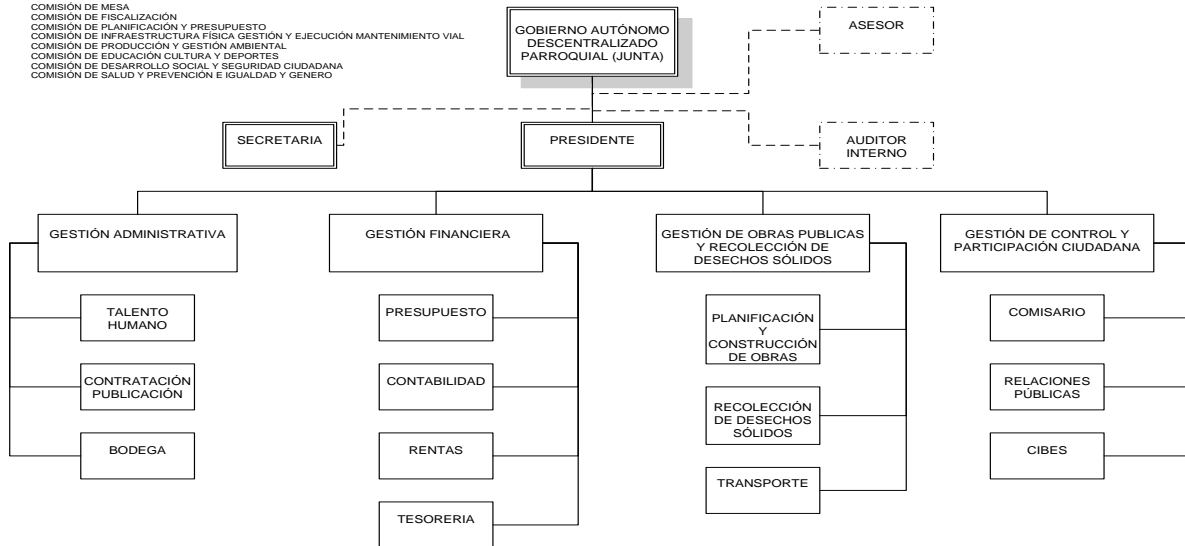 COMISIÓN DE MESA
COMISIÓN DE FISCALIZACIÓN
COMISIÓN DE PLANIFICACIÓN Y PRESUPUESTO
COMISIÓN DE INFRAESTRUCTURA FÍSICA GESTIÓN Y EJECUCIÓN MANTENIMIENTO VIAL
COMISIÓN DE PRODUCCIÓN Y GESTIÓN AMBIENTAL
COMISIÓN DE EDUCACIÓN CULTURA Y DEPORTES
COMISIÓN DE DESARROLLO SOCIAL Y SEGURIDAD CIUDADANA
COMISIÓN DE SALUD Y PREVENCIÓN E IGUALDAD Y GENERO
GOBIERNO AUTÓNOMO
DESCENTRALIZADO
PARROQUIAL (JUNTA)
ASESOR
SECRETARIA
PRESIDENTE
AUDITOR
INTERNO
GESTIÓN ADMINISTRATIVA
GESTIÓN FINANCIERA
GESTIÓN DE OBRAS PUBLICAS
Y RECOLECCIÓN DE
DESECHOS SÓLIDOS
GESTIÓN DE CONTROL Y
PARTICIPACIÓN CIUDADANA
TALENTO
HUMANO
CONTRATACIÓN
PUBLICACIÓN
BODEGA
PRESUPUESTO
CONTABILIDAD
RENTAS
TESORERIA
PLANIFICACIÓN
Y
CONSTRUCCIÓN
DE OBRAS
RECOLECCIÓN
DE DESECHOS
SÓLIDOS
TRANSPORTE
COMISARIO
RELACIONES
PÚBLICAS
CIBES